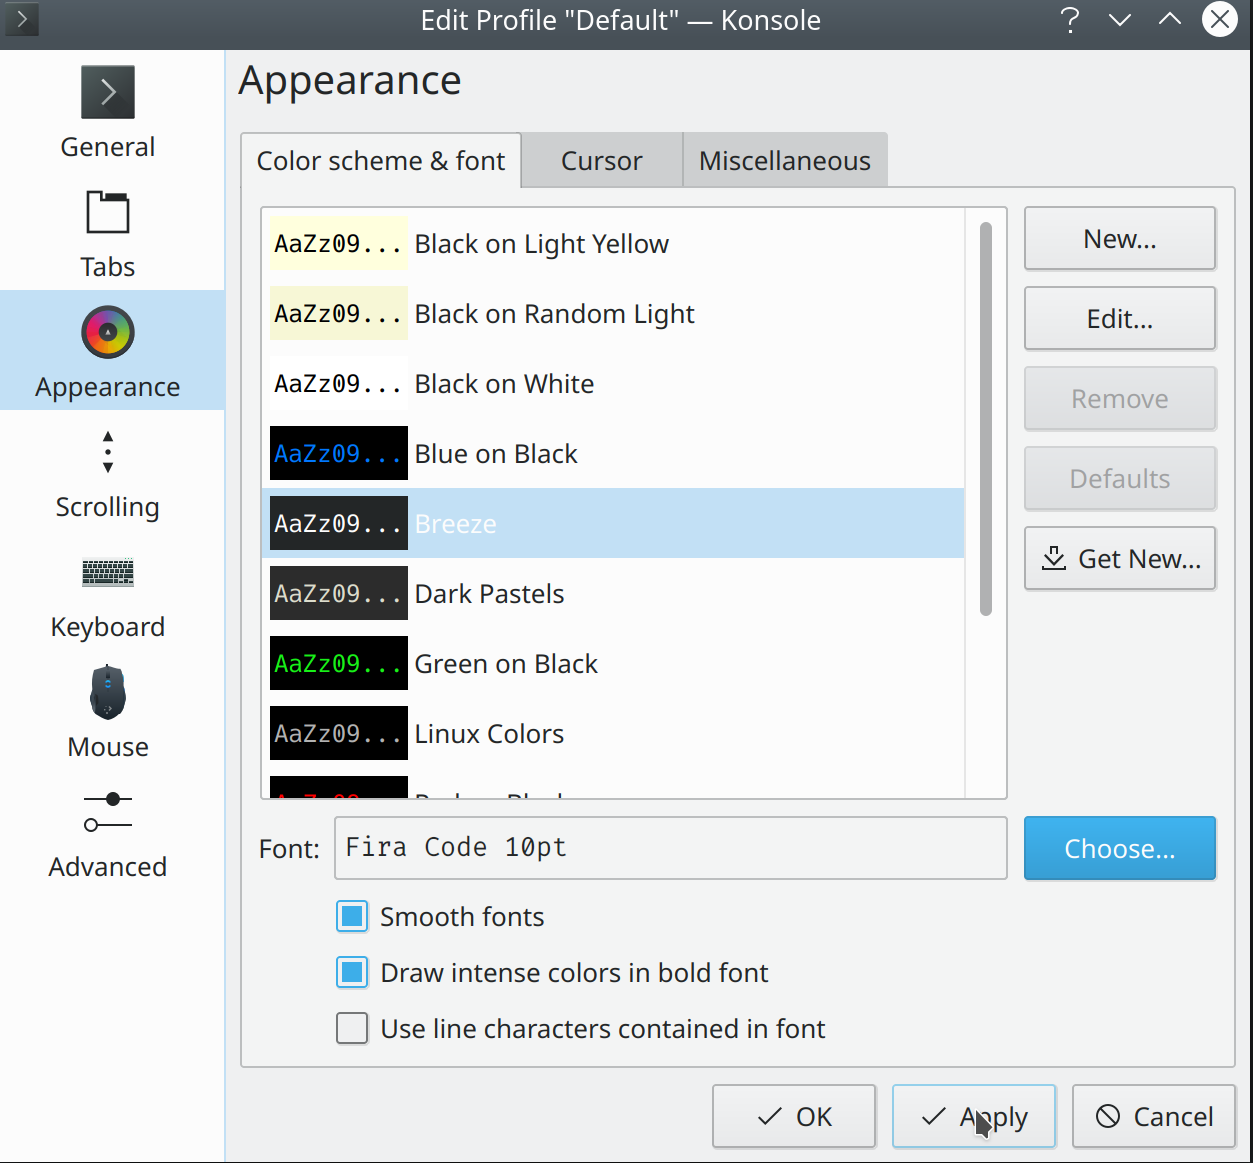 Edit Profile "Default" — Konsole
General
Tabs
Appearance
Scrolling
Keyboard
Mouse
Advanced
Appearance
Color scheme & font
Cursor
Miscellaneous
AaZz09... Black on Light Yellow
AaZz09... Black on Random Light
AaZz09... Black on White
AaZz09... Blue on Black
AaZz09... Breeze
AaZz09... Dark Pastels
AaZz09... Green on Black
AaZz09... Linux Colors
New...
Edit...
Remove
Defaults
Get New...
Font: Fira Code 10pt
Choose...
Smooth fonts
Draw intense colors in bold font
Use line characters contained in font
OK
Apply
Cancel